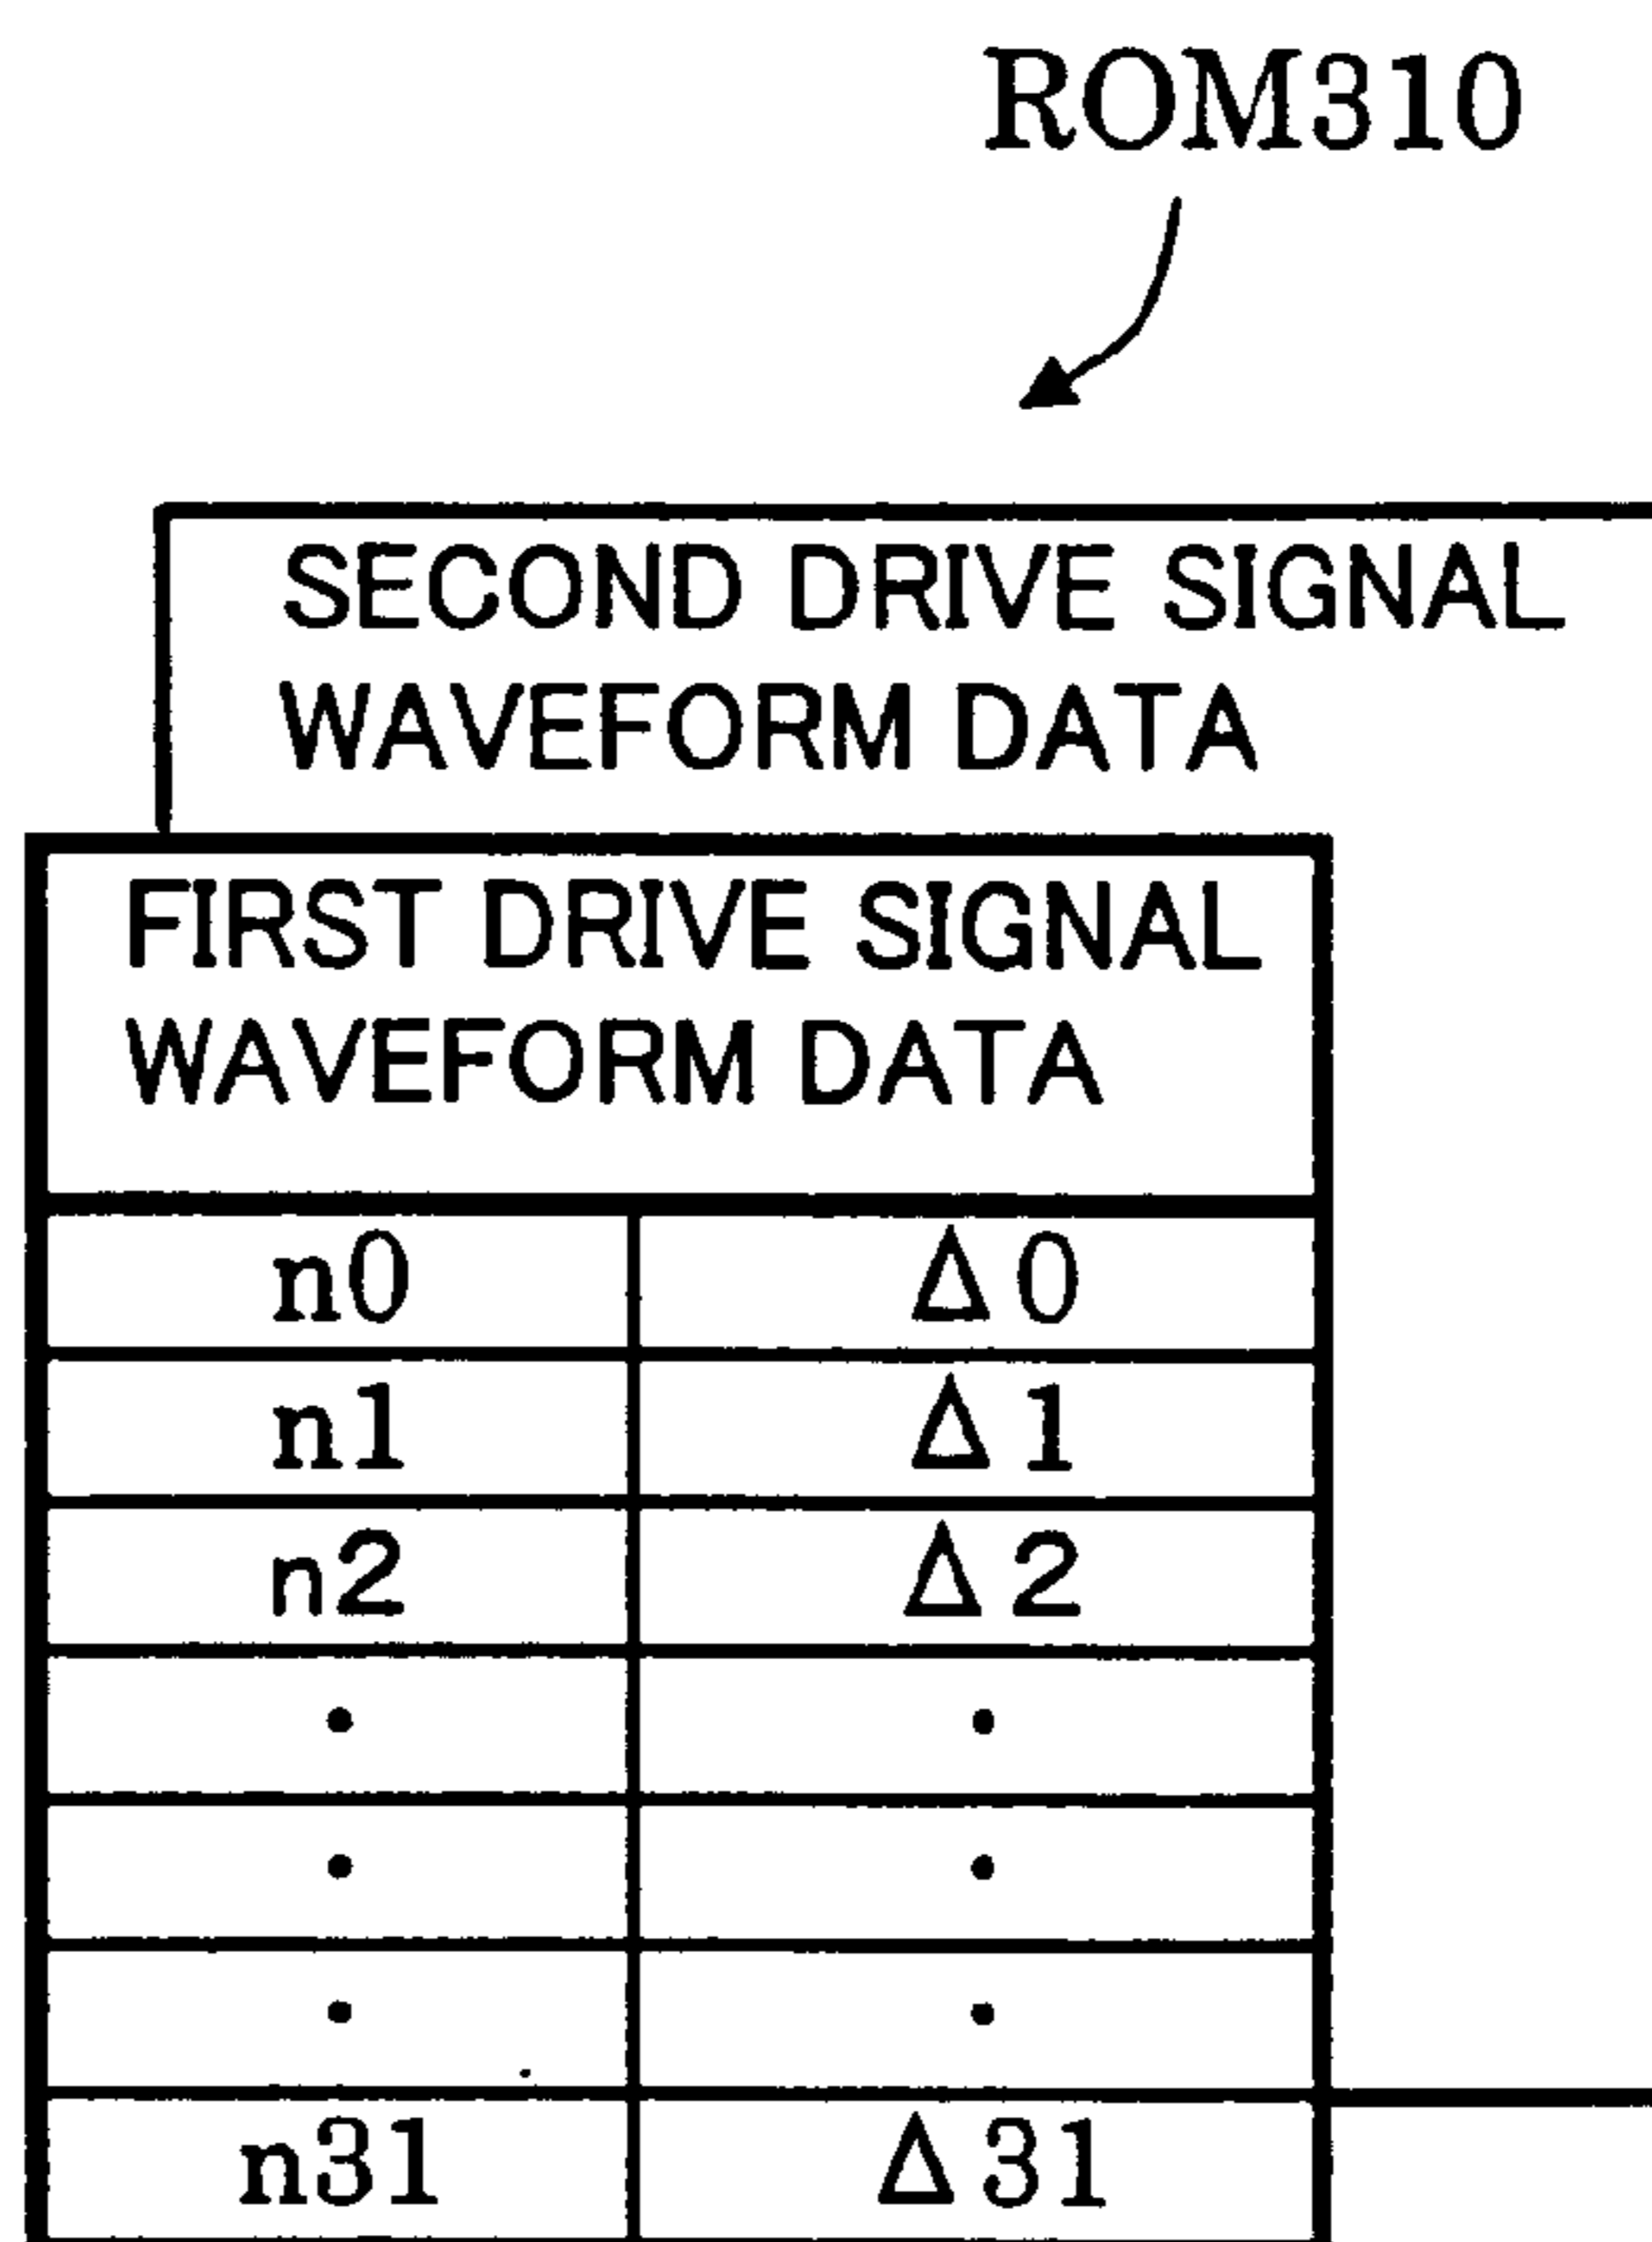 ROM310
SECOND DRIVE SIGNAL
WAVEFORM DATA
FIRST DRIVE SIGNAL
WAVEFORM DATA
n0 Δ0
n1 Δ1
n2 Δ2
• •
• •
• •
n31 Δ31